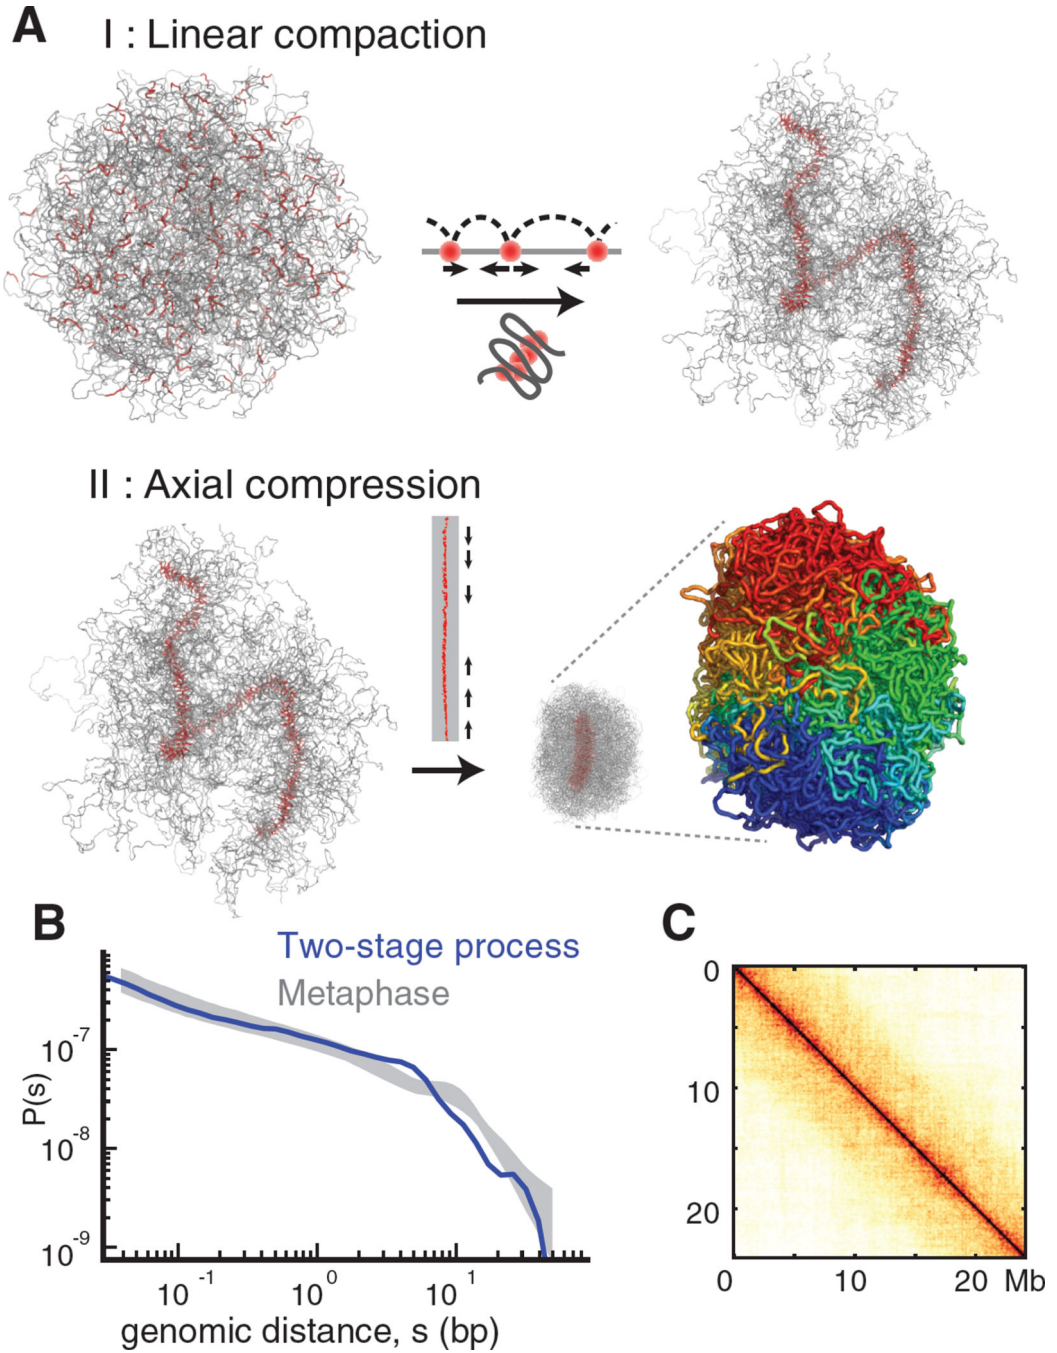 A
I : Linear compaction
II : Axial compression
B
Two-stage process
Metaphase
P(s)
10^-7
10^-8
10^-9
10^-1 10^0 10^1
genomic distance, s (bp)
C
0
10
20
0 10 20 Mb